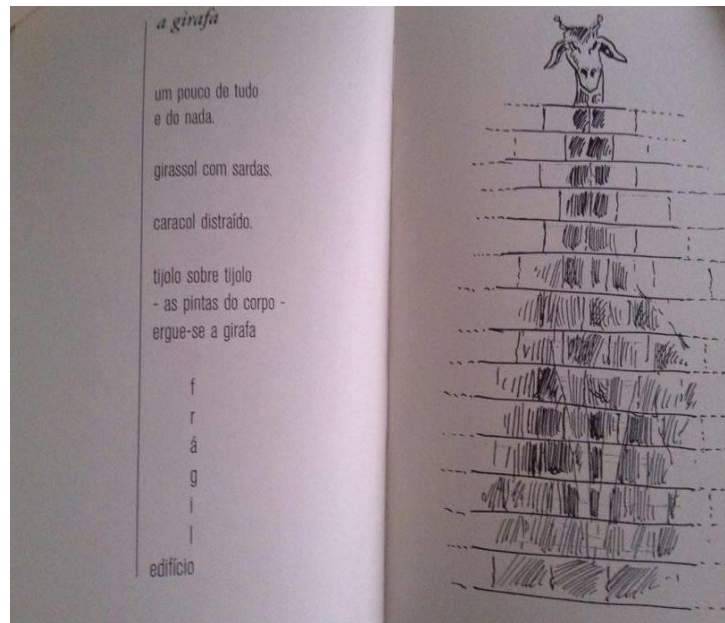 a girafa
um pouco de tudo
e do nada.
girassol com sardas.
caracol distraído.
tijolo sobre tijolo
- as pintas do corpo -
ergue-se a girafa
f
r
á
g
i
l
edifício